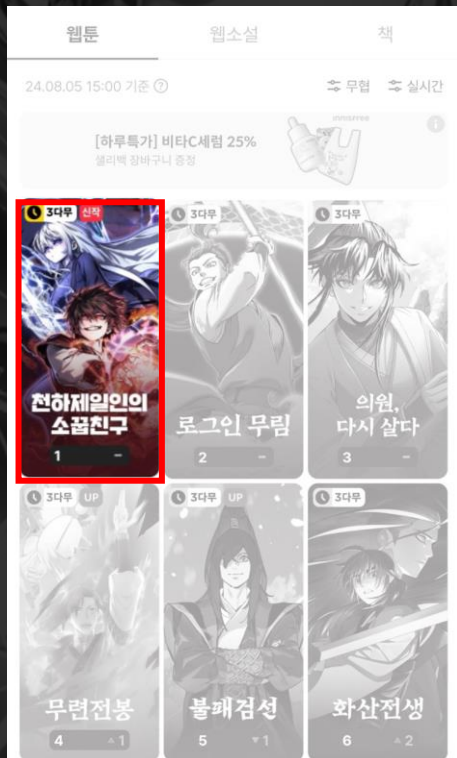 웹툰 웹소설 책
24.08.05 15:00 기준 ?
무협 실시간
innisfree
[하루특가] 비타C세럼 25%
샐리백 장바구니 증정
3다무 신작
천하제일인의
소꿉친구
1 -
3다무
로그인 무림
2 -
3다무
의원,
다시 살다
3 -
3다무 UP
무련전봉
4 ▲1
3다무 UP
불패검선
5 ▼1
3다무
화산전생
6 ▲2